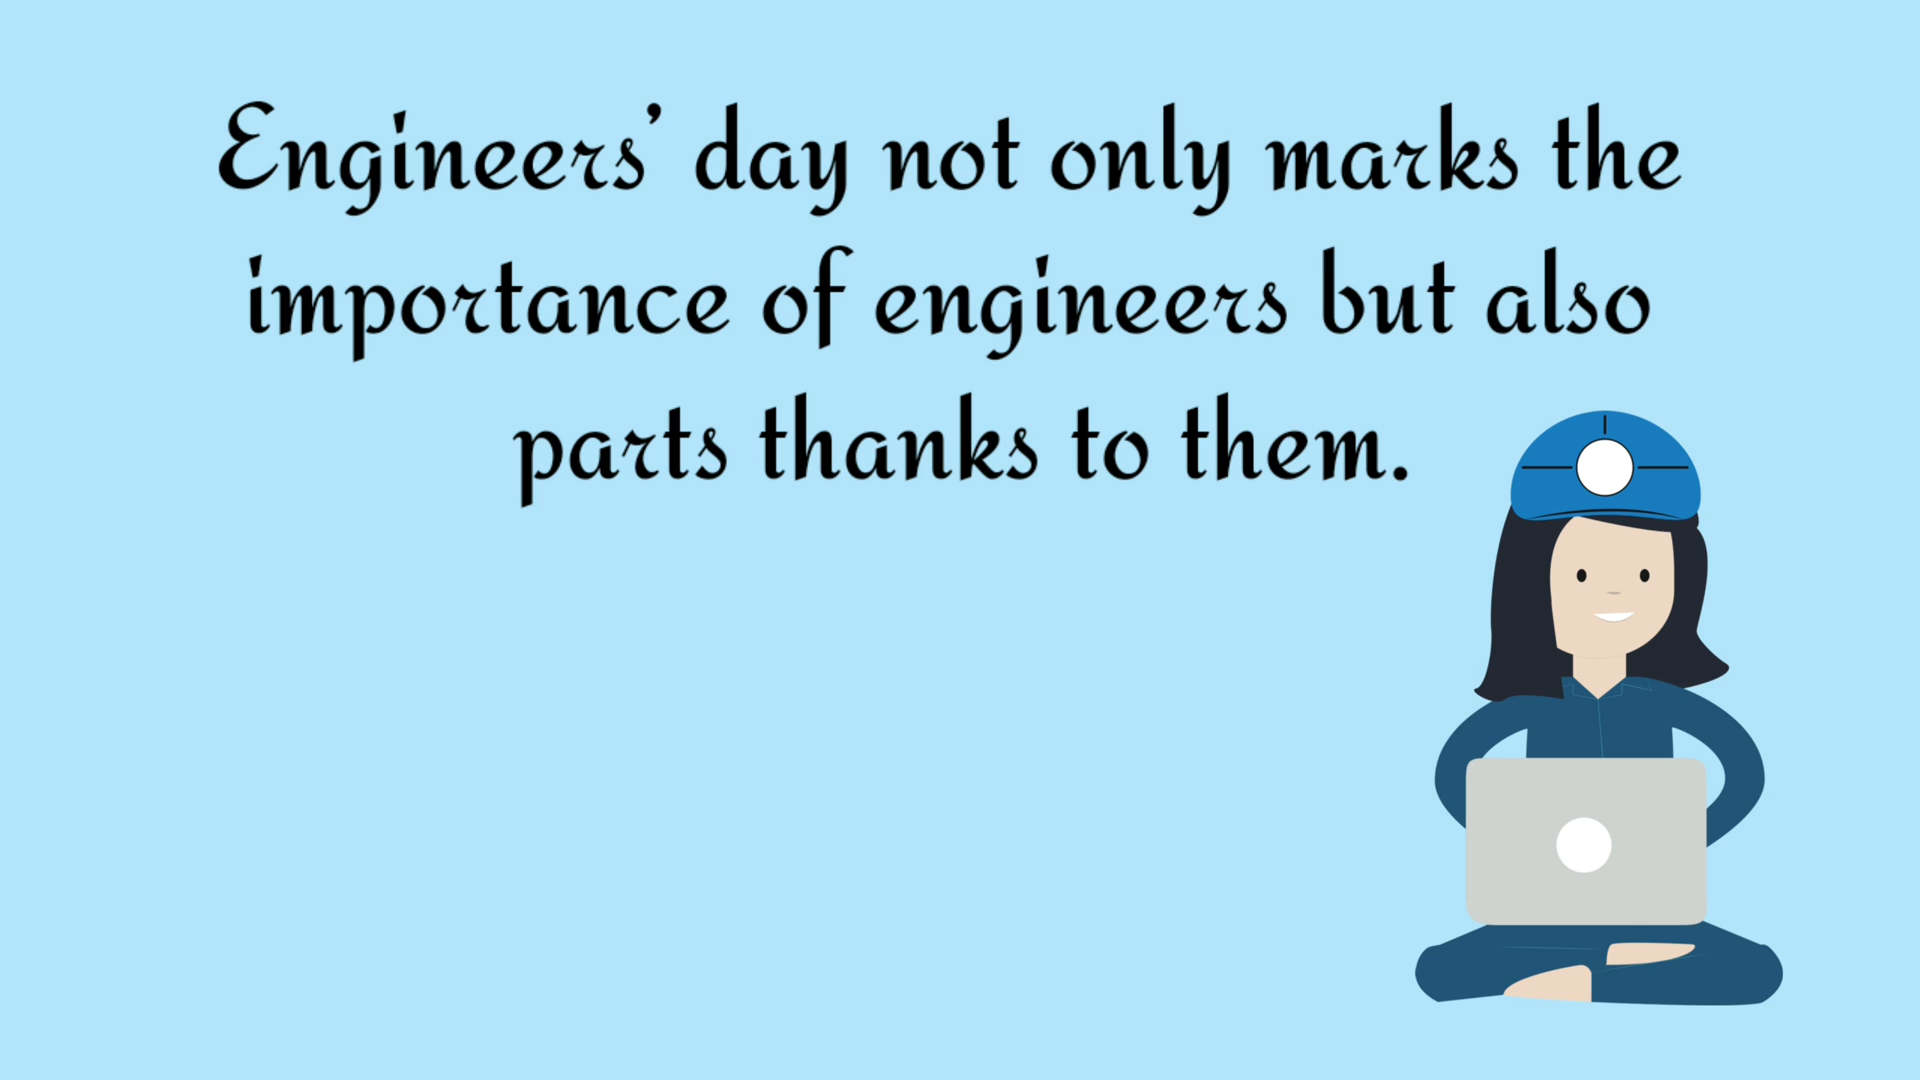 Engineers’ day not only marks the
importance of engineers but also
parts thanks to them.